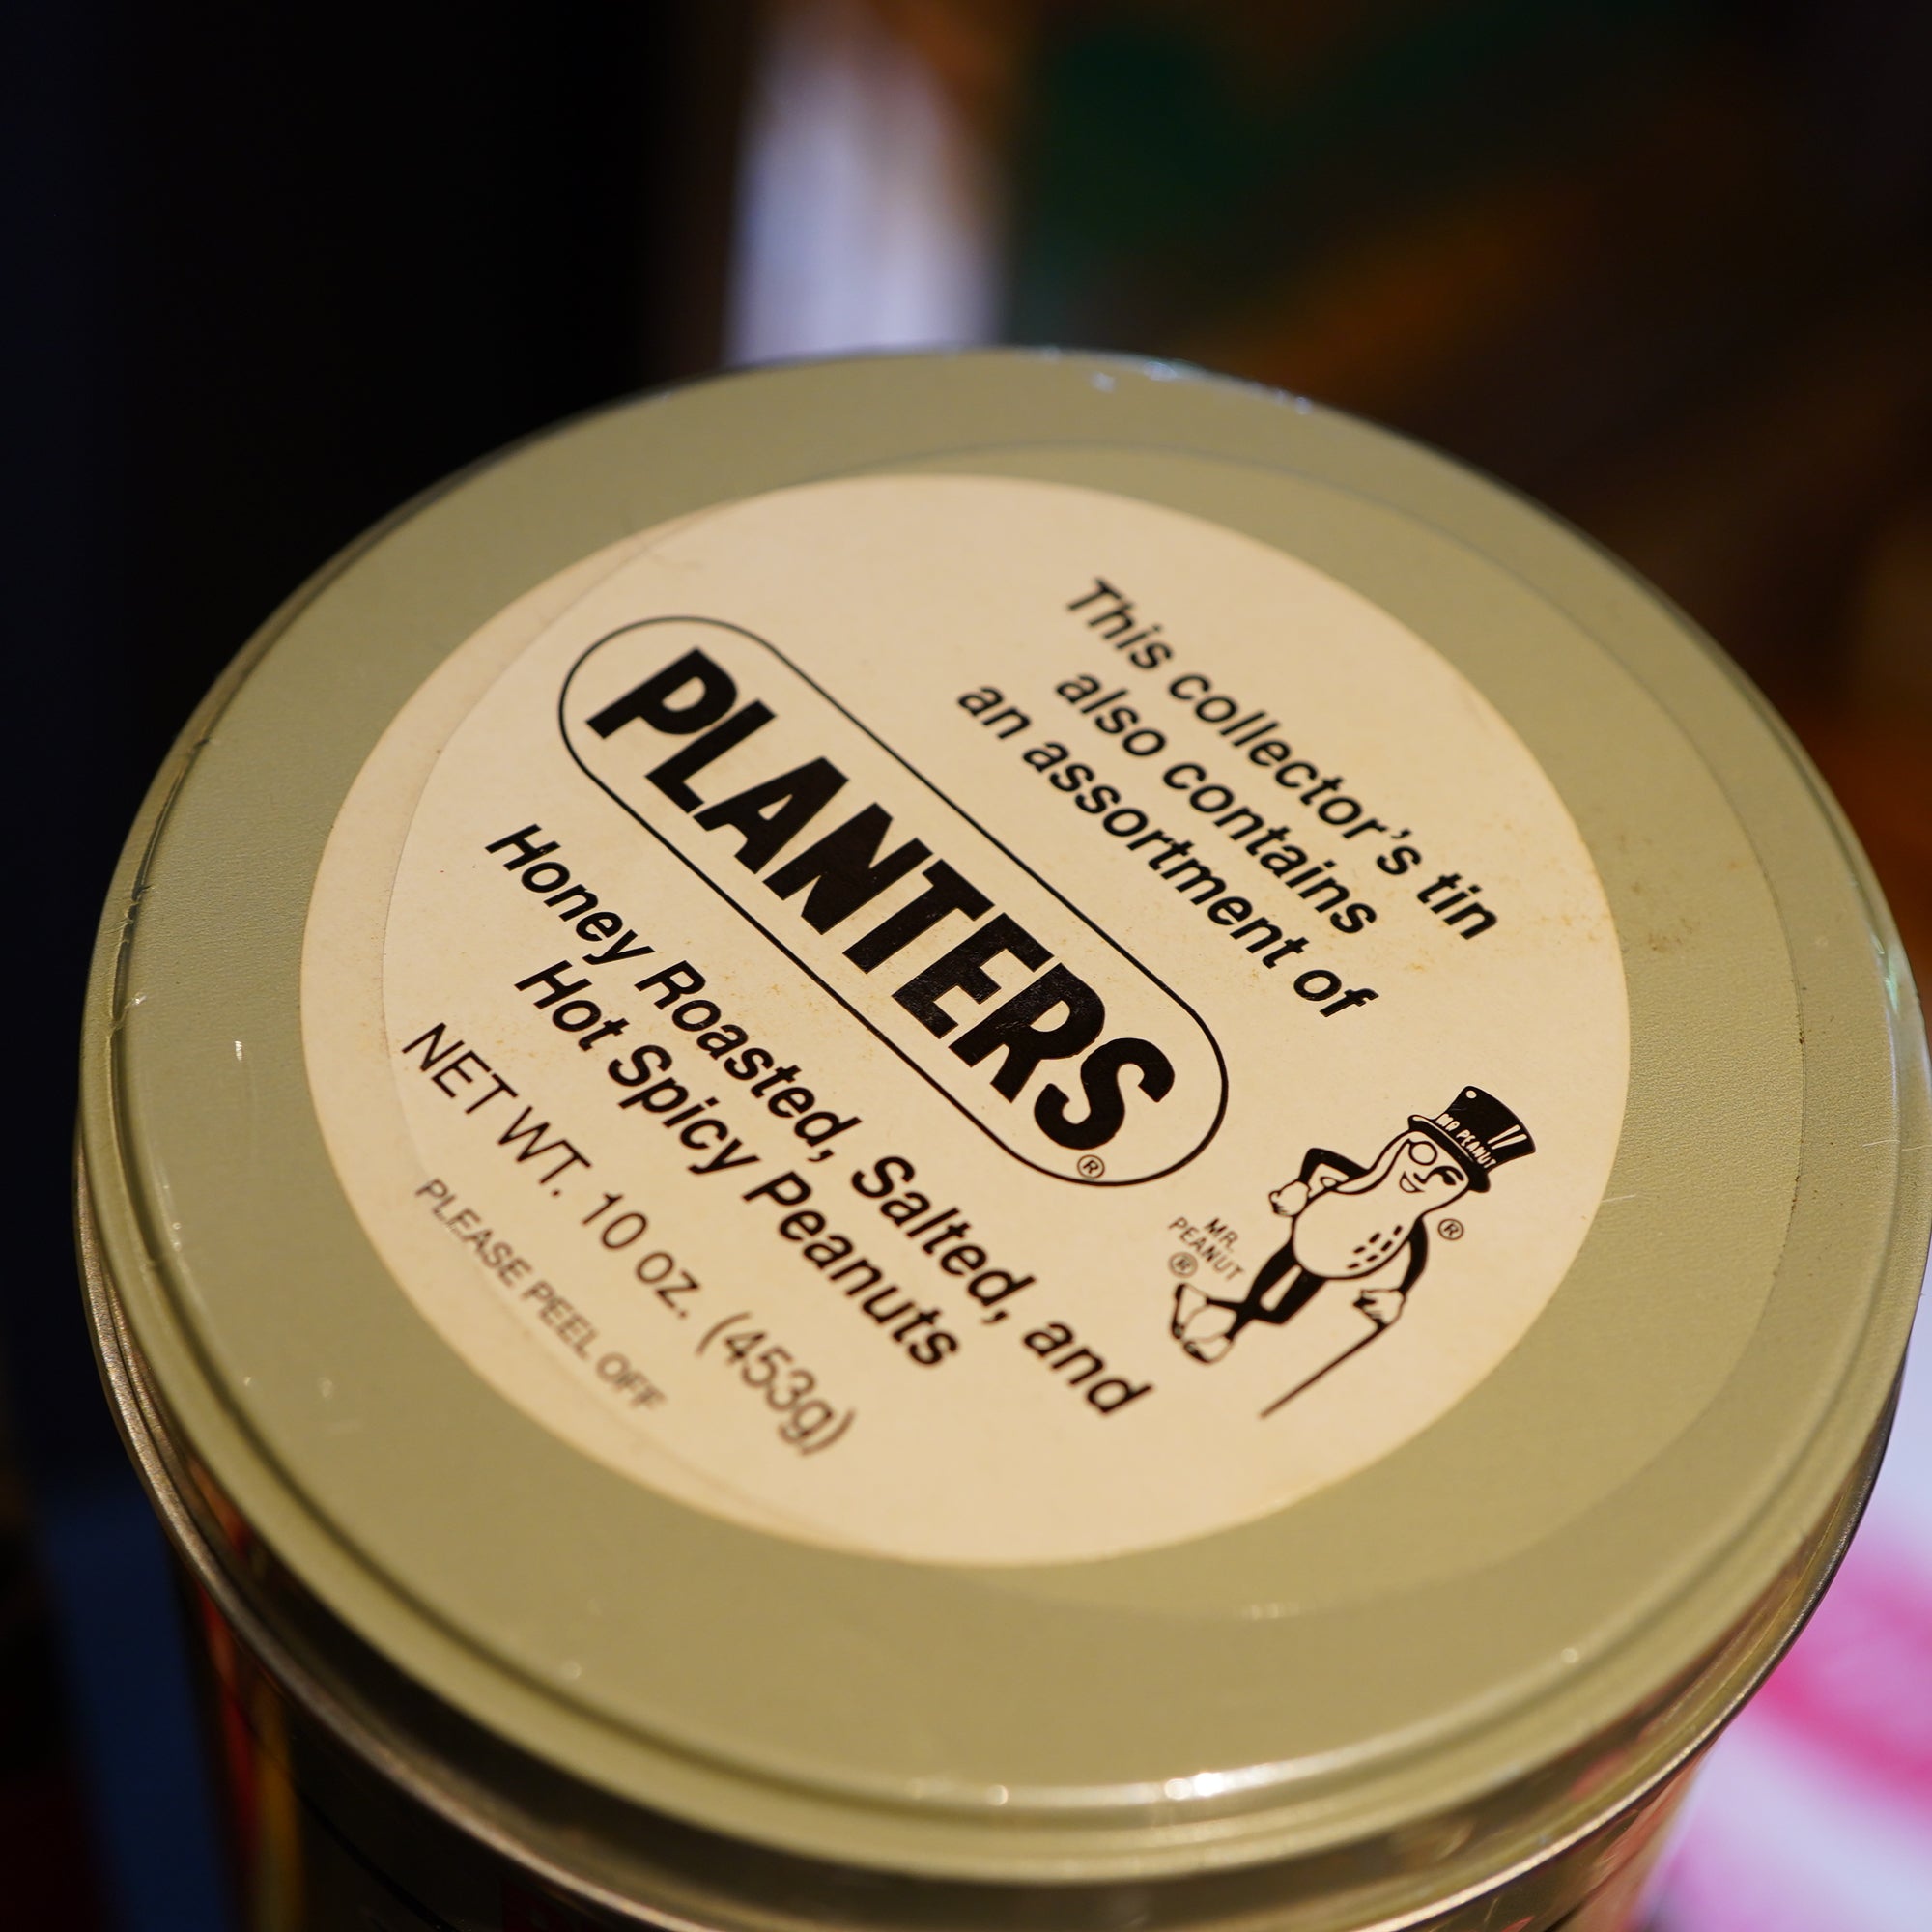 This collector's tin
also contains
an assortment of
PLANTERS®
Honey Roasted, Salted, and
Hot Spicy Peanuts
NET WT. 10 OZ. (453g)
PLEASE PEEL OFF
MR PEANUT
®
MR.
PEANUT
®